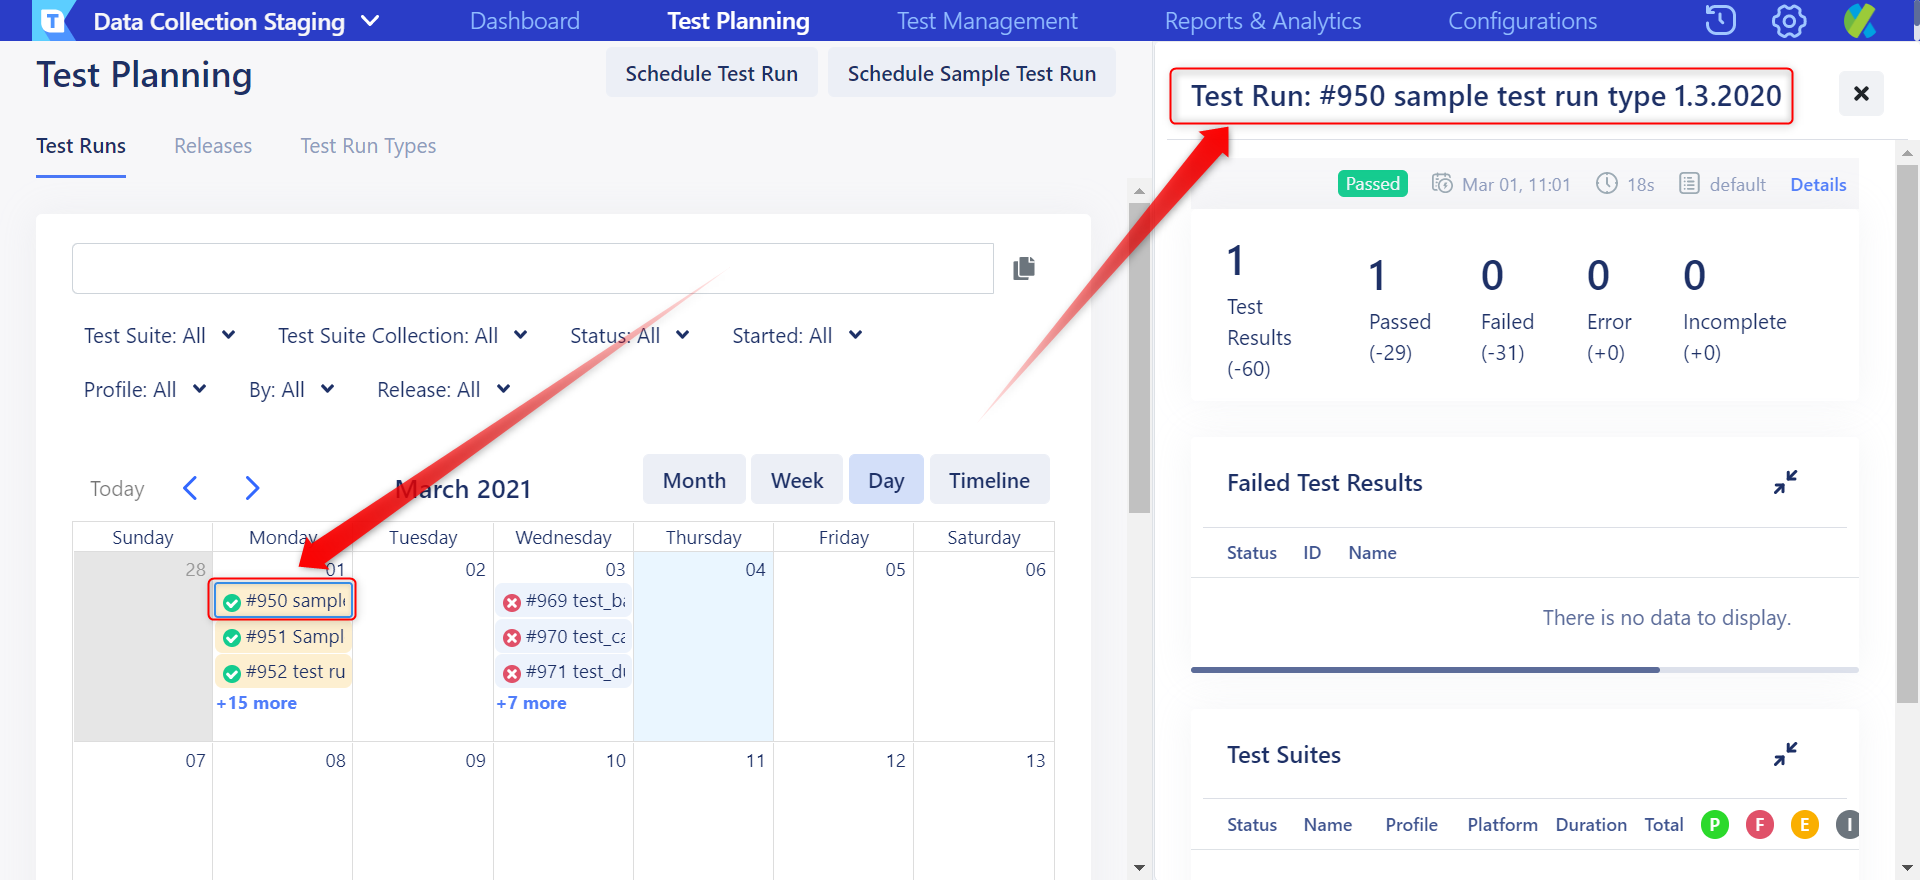 Data Collection Staging Dashboard Test Planning Test Management Reports & Analytics Configurations
Test Planning
Schedule Test Run Schedule Sample Test Run
Test Runs Releases Test Run Types
Test Suite: All Test Suite Collection: All Status: All Started: All
Profile: All By: All Release: All
Today March 2021 Month Week Day Timeline
Sunday Monday Tuesday Wednesday Thursday Friday Saturday
28 01 02 03 04 05 06
#950 sample #969 test_ba
#951 Sampl #970 test_ca
#952 test ru #971 test_du
+15 more +7 more
07 08 09 10 11 12 13
Test Run: #950 sample test run type 1.3.2020
Passed Mar 01, 11:01 18s default Details
1 1 0 0 0
Test Results Passed Failed Error Incomplete
(-60) (-29) (-31) (+0) (+0)
Failed Test Results
Status ID Name
There is no data to display.
Test Suites
Status Name Profile Platform Duration Total P F E I